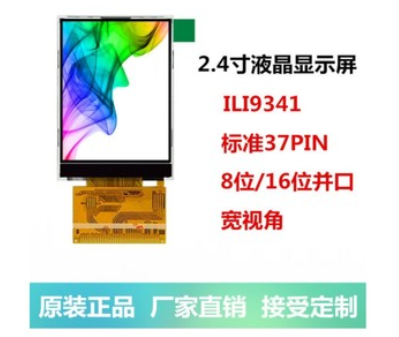 2.4寸液晶显示屏
ILI9341
标准37PIN
8位/16位并口
宽视角
原装正品 厂家直销 接受定制